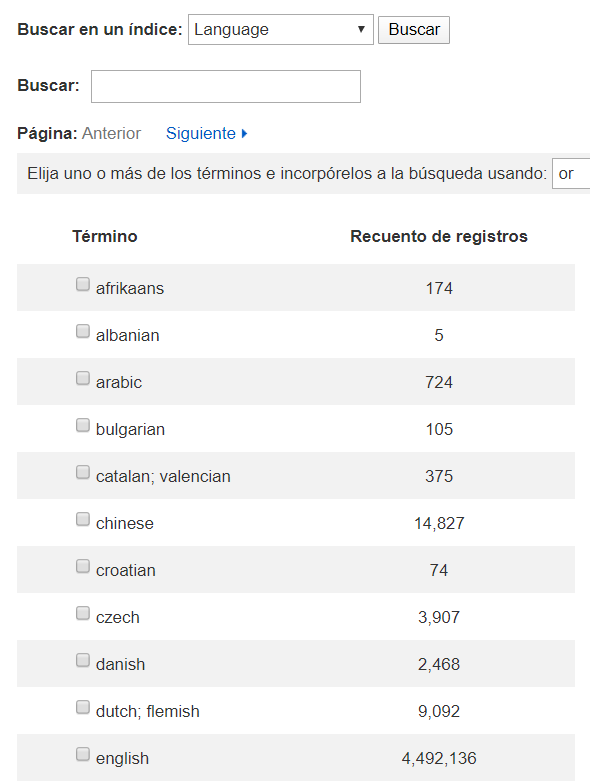 Buscar en un índice: Language Buscar
Buscar:
Página: Anterior Siguiente
Elija uno o más de los términos e incorpórelos a la búsqueda usando: or
Término Recuento de registros
afrikaans 174
albanian 5
arabic 724
bulgarian 105
catalan; valencian 375
chinese 14,827
croatian 74
czech 3,907
danish 2,468
dutch; flemish 9,092
english 4,492,136